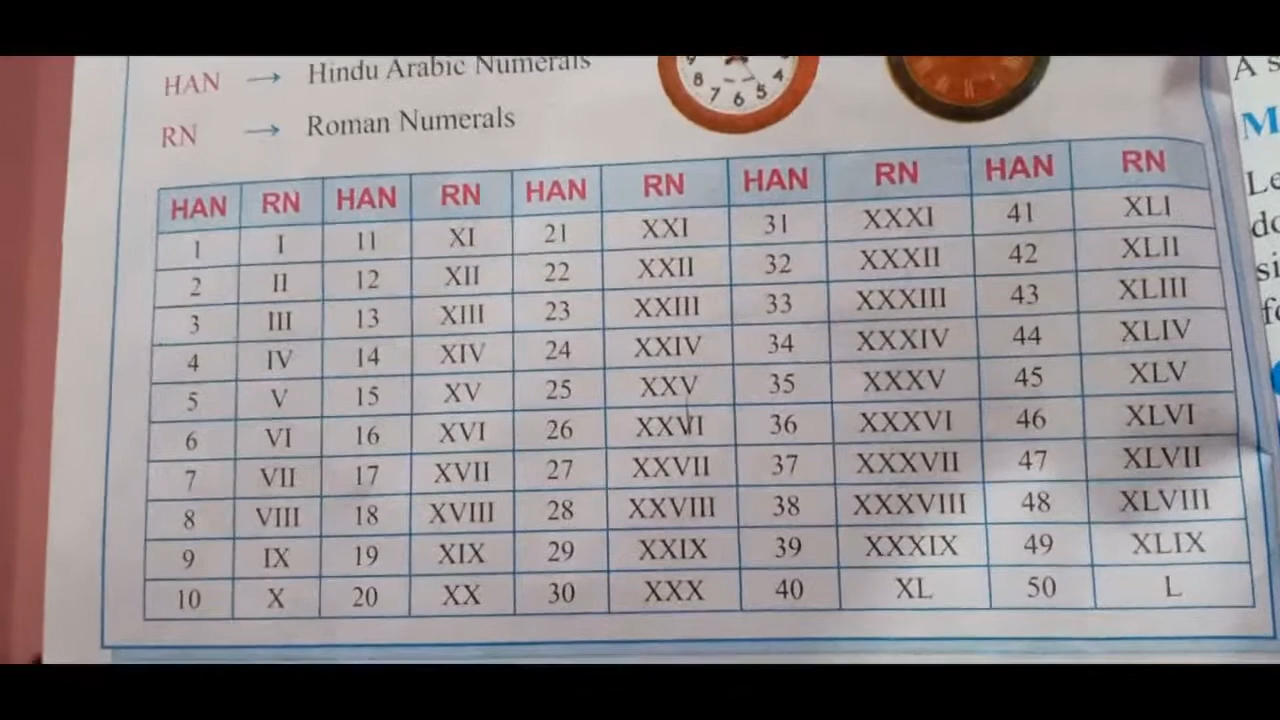 HAN → Hindu Arabic Numerals
8 7 6 5 4
RN → Roman Numerals
HAN RN HAN RN HAN RN HAN RN HAN RN
1 I 11 XI 21 XXI 31 XXXI 41 XLI
2 II 12 XII 22 XXII 32 XXXII 42 XLII
3 III 13 XIII 23 XXIII 33 XXXIII 43 XLIII
4 IV 14 XIV 24 XXIV 34 XXXIV 44 XLIV
5 V 15 XV 25 XXV 35 XXXV 45 XLV
6 VI 16 XVI 26 XXVI 36 XXXVI 46 XLVI
7 VII 17 XVII 27 XXVII 37 XXXVII 47 XLVII
8 VIII 18 XVIII 28 XXVIII 38 XXXVIII 48 XLVIII
9 IX 19 XIX 29 XXIX 39 XXXIX 49 XLIX
10 X 20 XX 30 XXX 40 XL 50 L